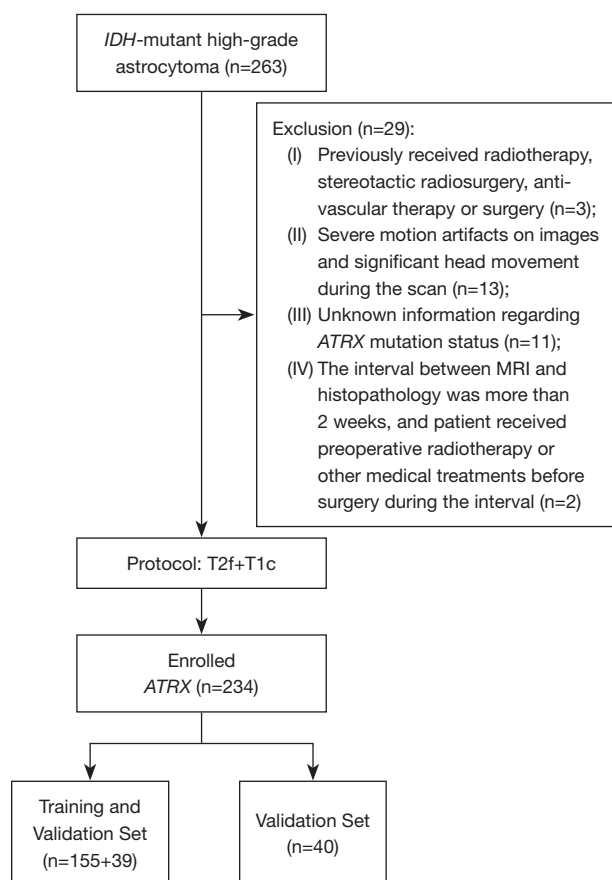 IDH-mutant high-grade
astrocytoma (n=263)
Exclusion (n=29):
(I) Previously received radiotherapy,
stereotactic radiosurgery, anti-
vascular therapy or surgery (n=3);
(II) Severe motion artifacts on images
and significant head movement
during the scan (n=13);
(III) Unknown information regarding
ATRX mutation status (n=11);
(IV) The interval between MRI and
histopathology was more than
2 weeks, and patient received
preoperative radiotherapy or
other medical treatments before
surgery during the interval (n=2)
Protocol: T2f+T1c
Enrolled
ATRX (n=234)
Training and
Validation Set
(n=155+39)
Validation Set
(n=40)